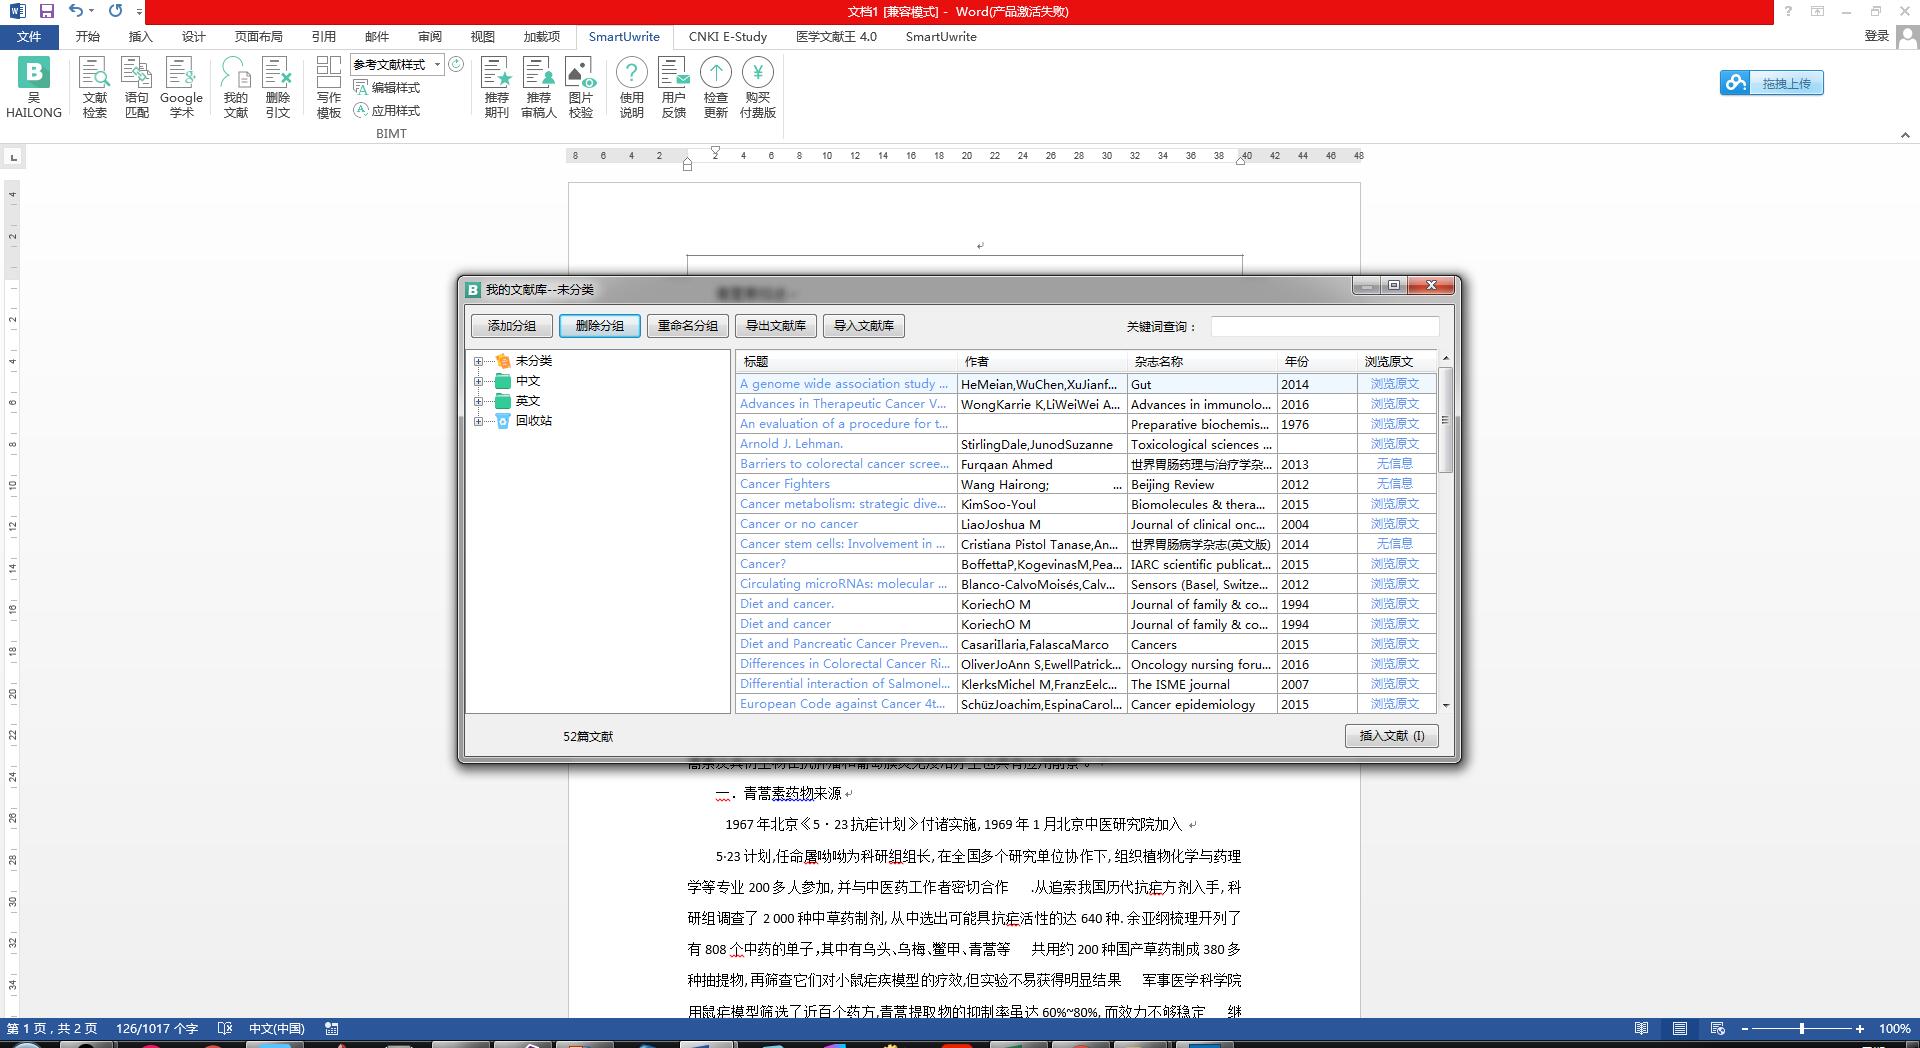 文档1 [兼容模式] - Word(产品激活失败)
文件 开始 插入 设计 页面布局 引用 邮件 审阅 视图 加载项 SmartUwrite CNKI E-Study 医学文献王 4.0 SmartUwrite 登录
吴 HAILONG
文献检索
语句匹配
Google 学术
我的文献
删除引文
写作模板
参考文献样式
编辑样式
应用样式
推荐期刊
推荐审稿人
图片校验
使用说明
用户反馈
检查更新
购买付费版
拖拽上传
BIMT
8 6 4 2 2 4 6 8 10 12 14 16 18 20 22 24 26 28 30 32 34 36 38 40 42 44 46 48
我的文献库--未分类
添加分组 删除分组 重命名分组 导出文献库 导入文献库 关键词查询：
未分类
中文
英文
回收站
标题 作者 杂志名称 年份 浏览原文
A genome wide association study ... HeMeian,WuChen,XuJianf... Gut 2014 浏览原文
Advances in Therapeutic Cancer V... WongKarrie K,LiWeiWei A... Advances in immunolo... 2016 浏览原文
An evaluation of a procedure for t... Preparative biochemis... 1976 浏览原文
Arnold J. Lehman. StirlingDale,JunodSuzanne Toxicological sciences ... 浏览原文
Barriers to colorectal cancer scree... Furqaan Ahmed 世界胃肠药理与治疗学杂... 2013 无信息
Cancer Fighters Wang Hairong; ... Beijing Review 2012 无信息
Cancer metabolism: strategic dive... KimSoo-Youl Biomolecules & thera... 2015 浏览原文
Cancer or no cancer LiaoJoshua M Journal of clinical onc... 2004 浏览原文
Cancer stem cells: Involvement in ... Cristiana Pistol Tanase,An... 世界胃肠病学杂志(英文版) 2014 无信息
Cancer? BoffettaP,KogevinasM,Pea... IARC scientific publicat... 2015 浏览原文
Circulating microRNAs: molecular ... Blanco-CalvoMoisés,Calv... Sensors (Basel, Switze... 2012 浏览原文
Diet and cancer. KoriechO M Journal of family & co... 1994 浏览原文
Diet and cancer KoriechO M Journal of family & co... 1994 浏览原文
Diet and Pancreatic Cancer Preven... CasariIlaria,FalascaMarco Cancers 2015 浏览原文
Differences in Colorectal Cancer Ri... OliverJoAnn S,EwellPatrick... Oncology nursing foru... 2016 浏览原文
Differential interaction of Salmonel... KlerksMichel M,FranzEelc... The ISME journal 2007 浏览原文
European Code against Cancer 4t... SchüzJoachim,EspinaCarol... Cancer epidemiology 2015 浏览原文
52篇文献 插入文献 (I)
一. 青蒿素药物来源
1967 年北京《5·23 抗疟计划》付诸实施, 1969 年 1 月北京中医研究院加入
5·23 计划,任命屠呦呦为科研组组长, 在全国多个研究单位协作下, 组织植物化学与药理
学等专业 200 多人参加, 并与中医药工作者密切合作 .从追索我国历代抗疟方剂入手, 科
研组调查了 2 000 种中草药制剂, 从中选出可能具抗疟活性的达 640 种. 余亚纲梳理开列了
有 808 个中药的单子,其中有乌头、乌梅、鳖甲、青蒿等 共用约 200 种国产草药制成 380 多
种抽提物, 再筛查它们对小鼠疟疾模型的疗效,但实验不易获得明显结果 军事医学科学院
用鼠疟模型筛选了近百个药方,青蒿提取物的抑制率虽达 60%~80%, 而效力不够稳定 继
第 1 页 , 共 2 页 126/1017 个字 中文(中国) 100%